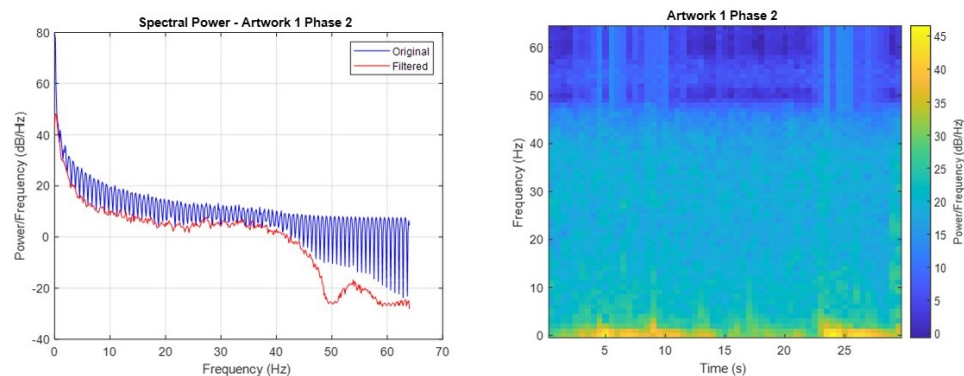 Spectral Power - Artwork 1 Phase 2
80
60
40
20
0
-20
-40
Power/Frequency (dB/Hz)
Original
Filtered
0 10 20 30 40 50 60 70
Frequency (Hz)
Artwork 1 Phase 2
60
50
40
30
20
10
0
Frequency (Hz)
5 10 15 20 25
Time (s)
45
40
35
30
25
20
15
10
5
0
Power/Frequency (dB/Hz)